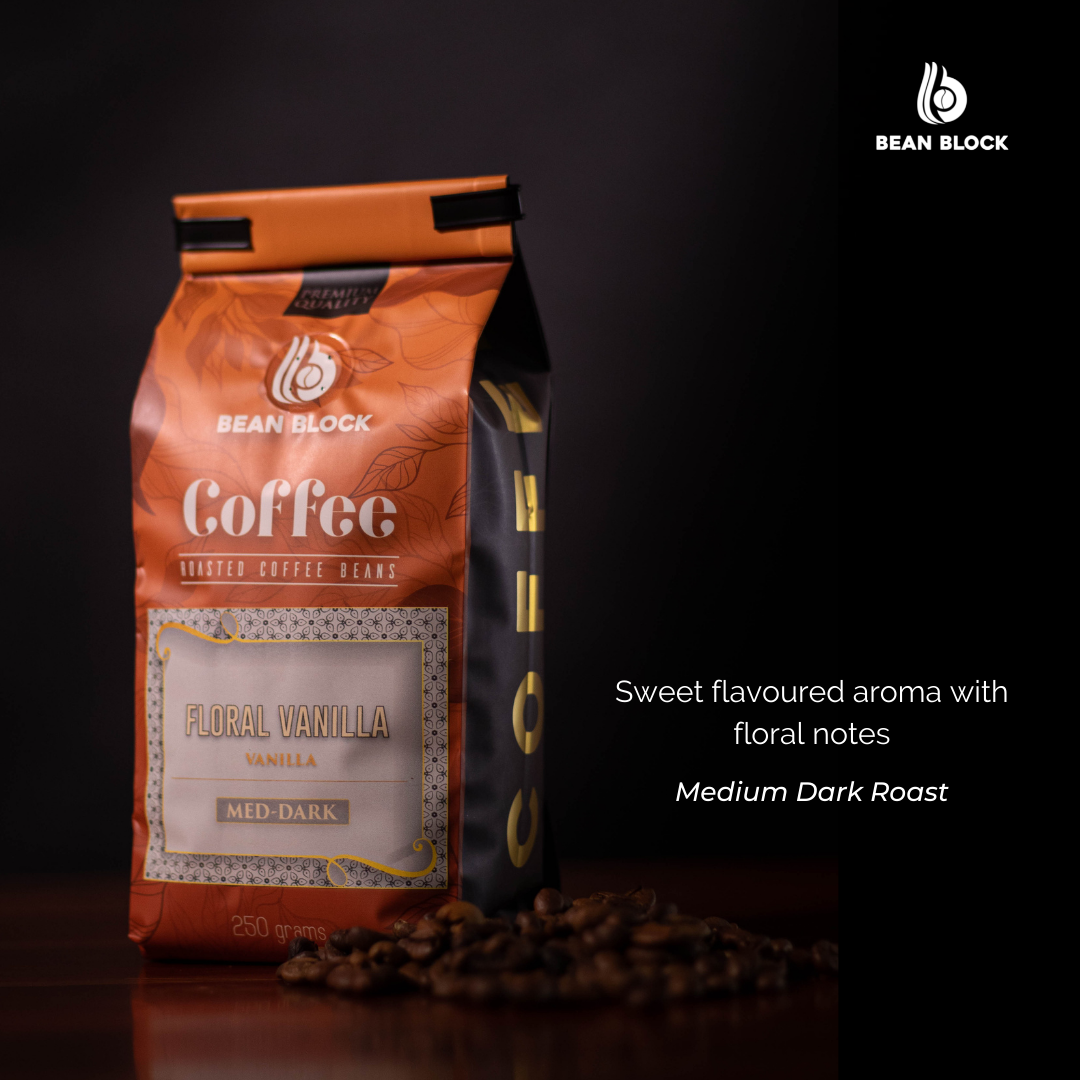 BEAN BLOCK
PREMIUM
QUALITY
BEAN BLOCK
Coffee
ROASTED COFFEE BEANS
FLORAL VANILLA
VANILLA
MED-DARK
250 grams
COFFEE
Sweet flavoured aroma with
floral notes
Medium Dark Roast